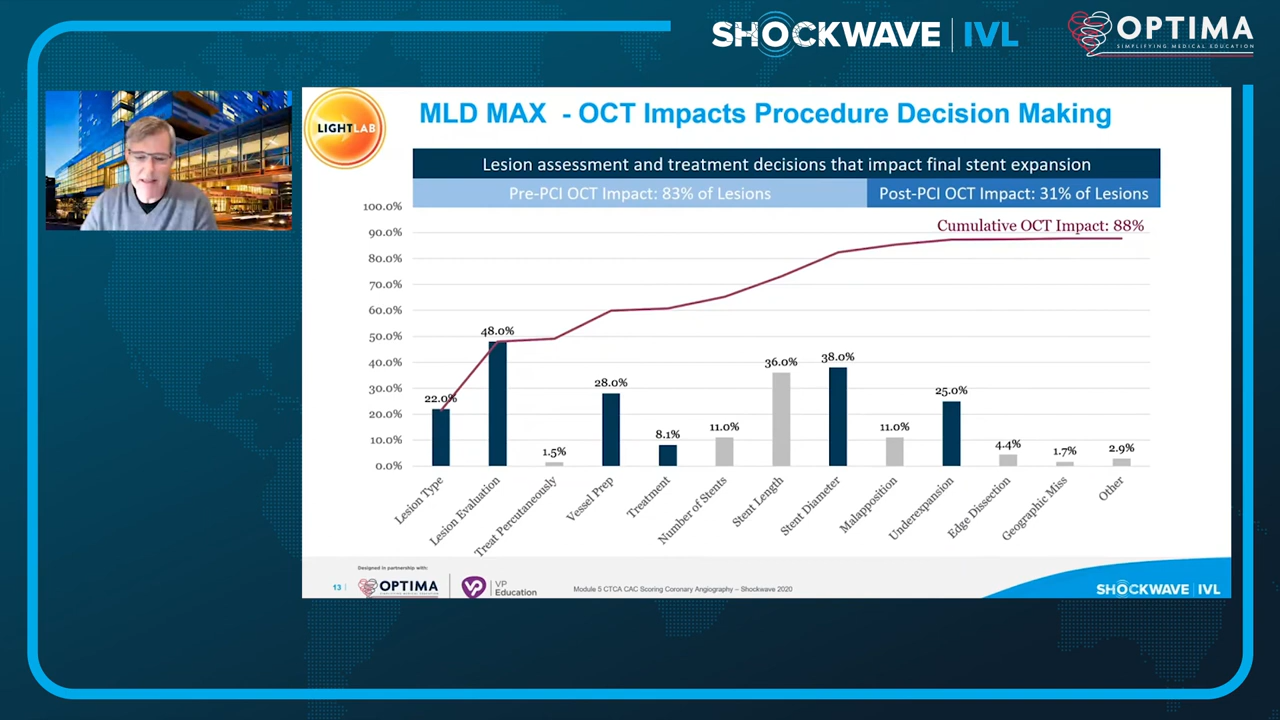 SHOCKWAVE | IVL
OPTIMA
SIMPLIFYING MEDICAL EDUCATION
LIGHTLAB
MLD MAX - OCT Impacts Procedure Decision Making
Lesion assessment and treatment decisions that impact final stent expansion
Pre-PCI OCT Impact: 83% of Lesions
Post-PCI OCT Impact: 31% of Lesions
Cumulative OCT Impact: 88%
100.0%
90.0%
80.0%
70.0%
60.0%
50.0%
40.0%
30.0%
20.0%
10.0%
0.0%
22.0%
48.0%
1.5%
28.0%
8.1%
11.0%
36.0%
38.0%
11.0%
25.0%
4.4%
1.7%
2.9%
Lesion Type
Lesion Evaluation
Treat Percutaneously
Vessel Prep
Treatment
Number of Stents
Stent Length
Stent Diameter
Malapposition
Underexpansion
Edge Dissection
Geographic Miss
Other
Designed in partnership with:
13 |
OPTIMA
VP
VP
Education
Module 5 CTCA CAC Scoring Coronary Angiography – Shockwave 2020
SHOCKWAVE | IVL